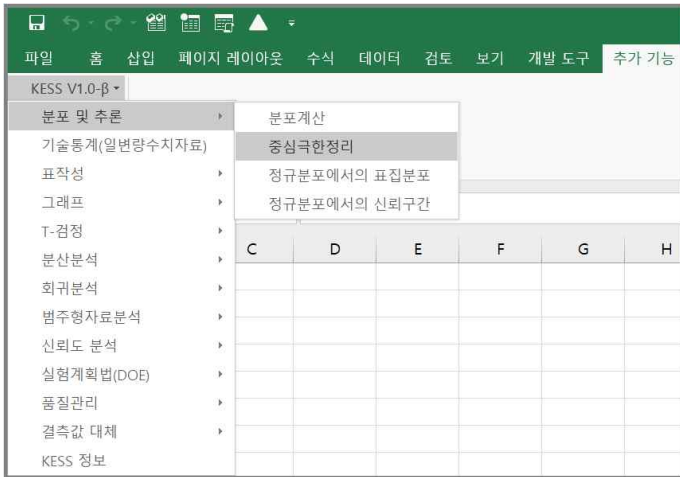 파일 홈 삽입 페이지 레이아웃 수식 데이터 검토 보기 개발 도구 추가 기능
KESS V1.0-β
분포 및 추론
분포계산
기술통계(일변량수치자료)
중심극한정리
표작성
정규분포에서의 표집분포
그래프
정규분포에서의 신뢰구간
T-검정
C D E F G H
분산분석
회귀분석
범주형자료분석
신뢰도 분석
실험계획법(DOE)
품질관리
결측값 대체
KESS 정보